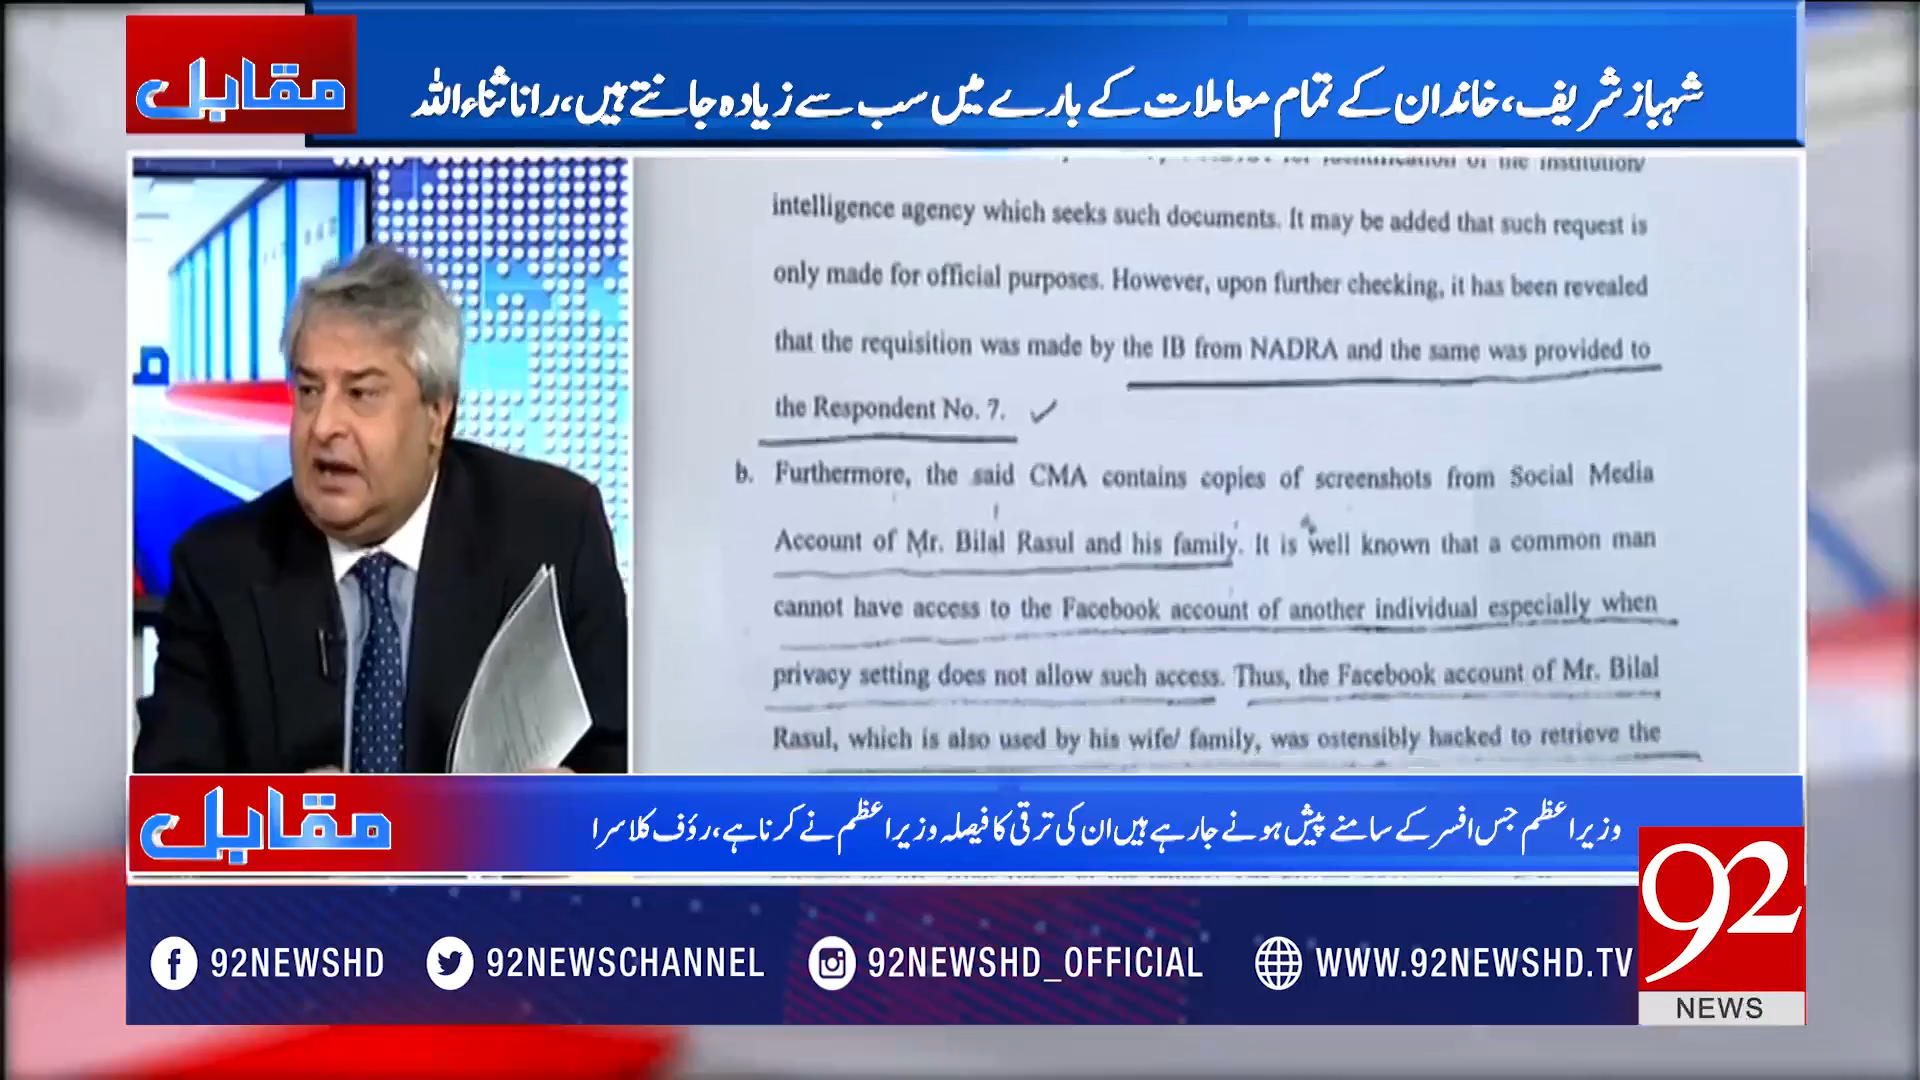 مقابل
شہباز شریف، خاندان کے تمام معاملات کے بارے میں سب سے زیادہ جانتے ہیں، رانا ثناءاللہ
for identification of the institution/
intelligence agency which seeks such documents. It may be added that such request is
only made for official purposes. However, upon further checking, it has been revealed
that the requisition was made by the IB from NADRA and the same was provided to
the Respondent No. 7.
b. Furthermore, the said CMA contains copies of screenshots from Social Media
Account of Mr. Bilal Rasul and his family. It is well known that a common man
cannot have access to the Facebook account of another individual especially when
privacy setting does not allow such access. Thus, the Facebook account of Mr. Bilal
Rasul, which is also used by his wife/ family, was ostensibly hacked to retrieve the
مقابل
وزیراعظم جس افسر کے سامنے پیش ہونے جارہے ہیں ان کی ترقی کا فیصلہ وزیراعظم نے کرنا ہے، رؤف کلاسرا
92NEWSHD
92NEWSCHANNEL
92NEWSHD_OFFICIAL
WWW.92NEWSHD.TV
92
NEWS